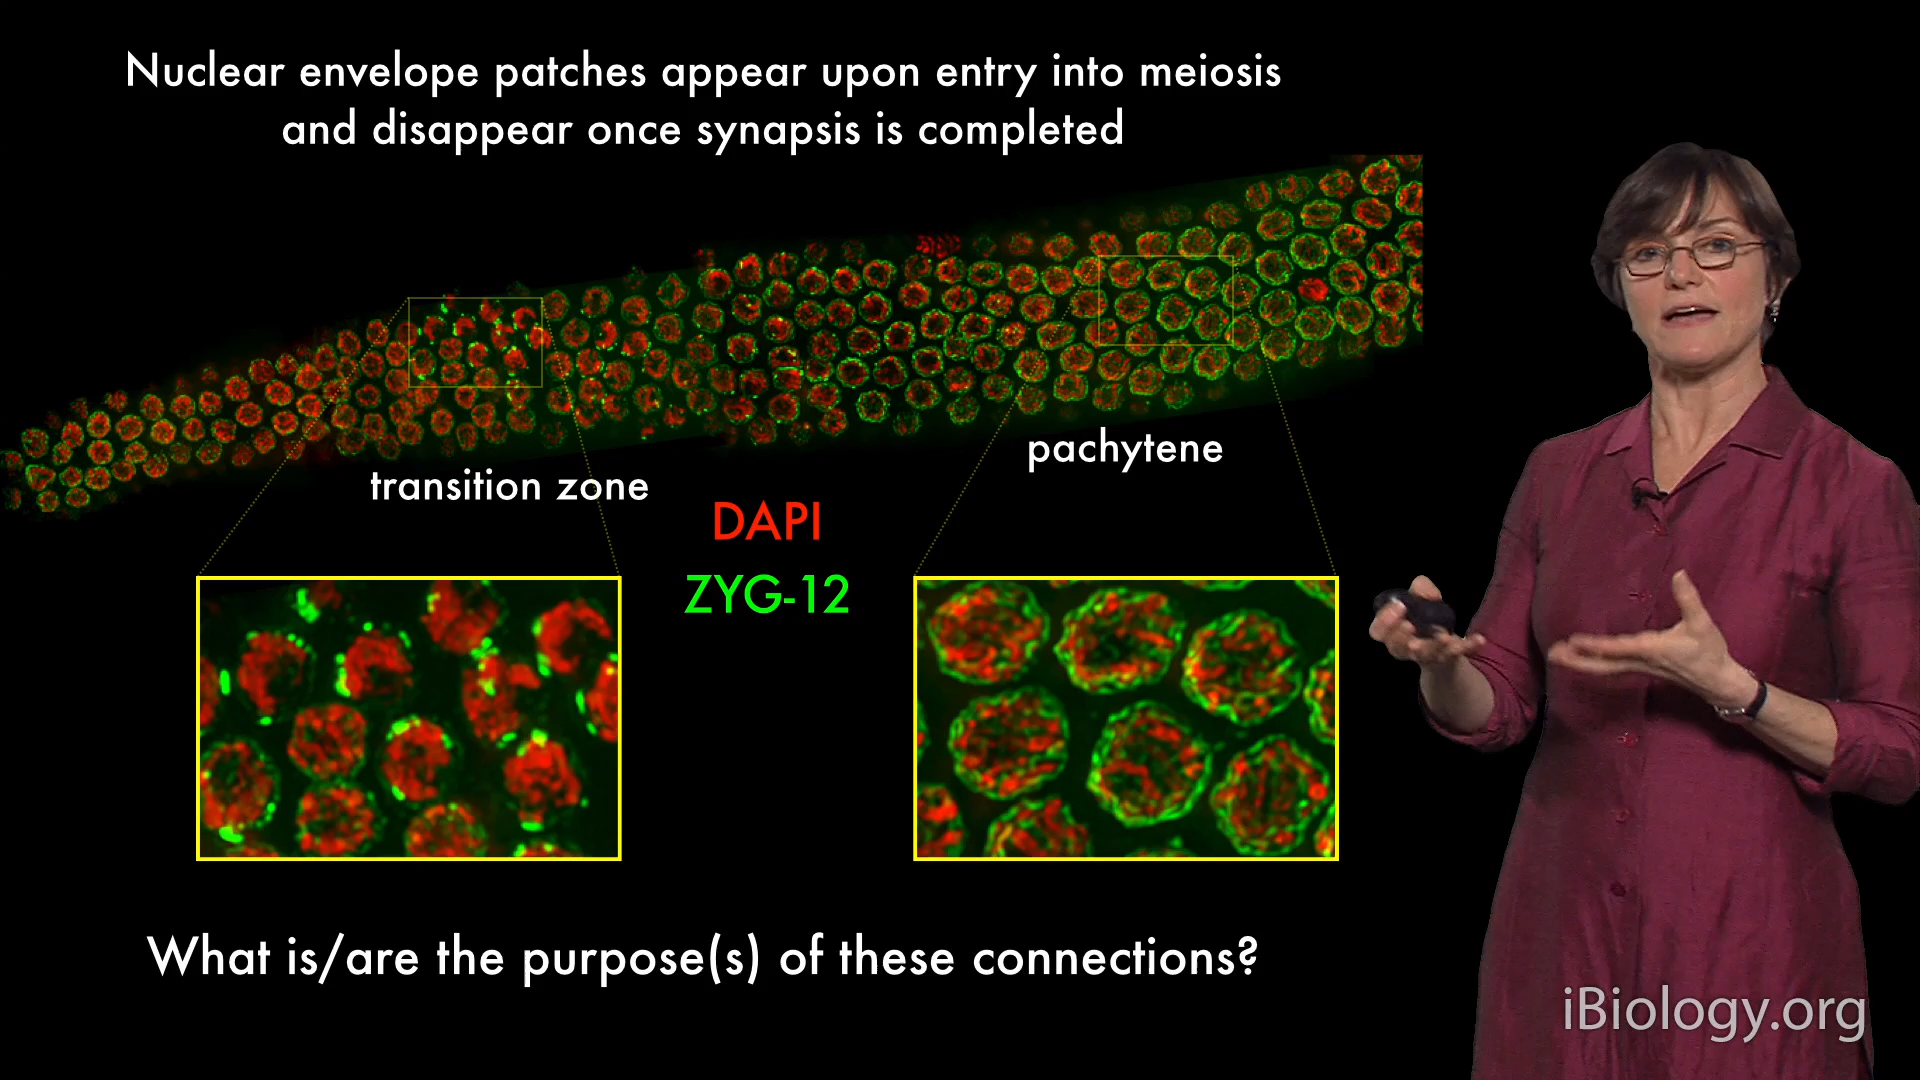 Nuclear envelope patches appear upon entry into meiosis
and disappear once synapsis is completed
pachytene
transition zone
DAPI
ZYG-12
What is/are the purpose(s) of these connections?
iBiology.org